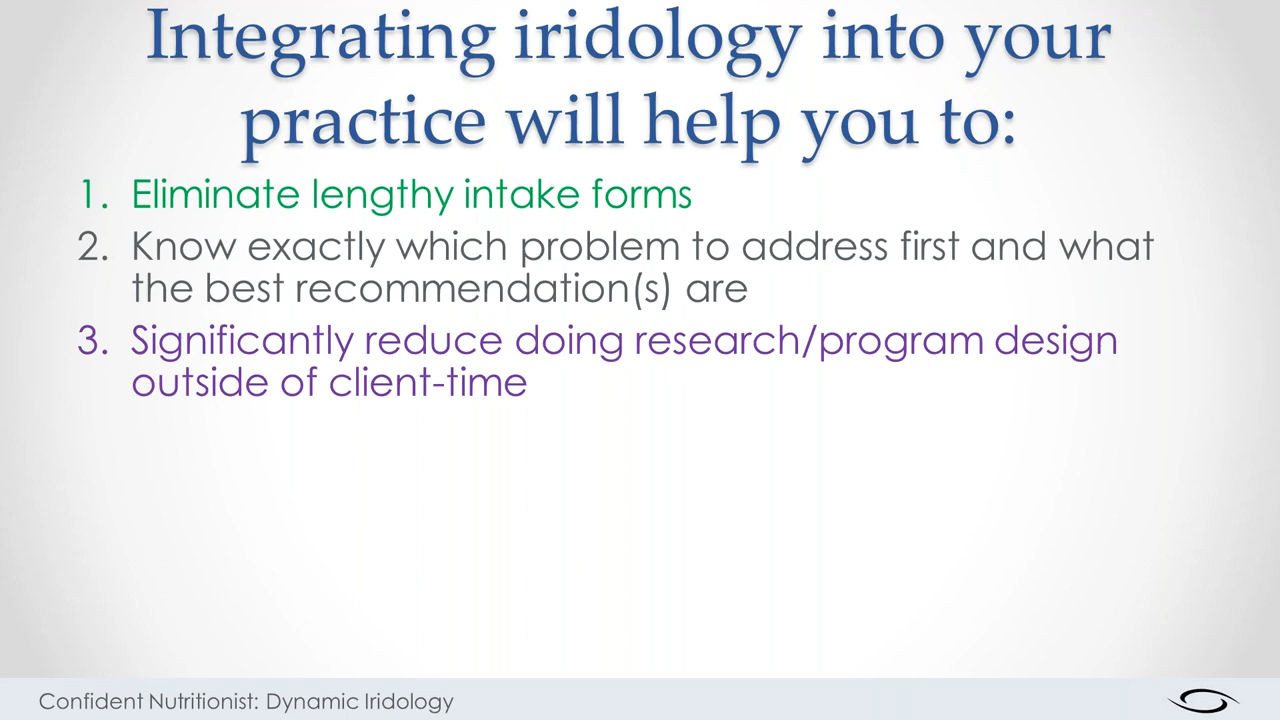 Integrating iridology into your
practice will help you to:
1. Eliminate lengthy intake forms
2. Know exactly which problem to address first and what
the best recommendation(s) are
3. Significantly reduce doing research/program design
outside of client-time
Confident Nutritionist: Dynamic Iridology